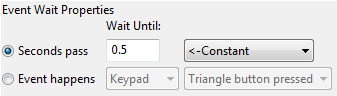 Event Wait Properties
Wait Until:
Seconds pass 0.5 <-Constant
Event happens Keypad Triangle button pressed